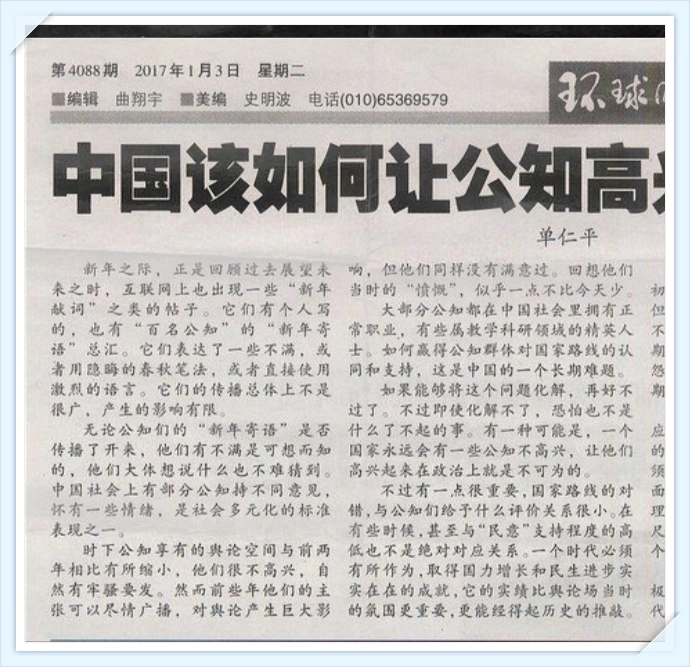 第4088期 2017年1月3日 星期二
■编辑 曲翔宇 ■美编 史明波 电话(010)65369579
环球
中国该如何让公知高兴
单仁平
新年之际，正是回顾过去展望未
来之时，互联网上也出现一些“新年
献词”之类的帖子。它们有个人写
的，也有“百名公知”的“新年寄
语”总汇。它们表达了一些不满，或
者用隐晦的春秋笔法，或者直接使用
激烈的语言。它们的传播总体上不是
很广，产生的影响有限。
无论公知们的“新年寄语”是否
传播了开来，他们有不满是可想而知
的，他们大体想说什么也不难猜到。
中国社会上有部分公知持不同意见，
怀有一些情绪，是社会多元化的标准
表现之一。
时下公知享有的舆论空间与前两
年相比有所缩小，他们很不高兴，自
然有牢骚要发。然而前些年他们的主
张可以尽情广播，对舆论产生巨大影
响，但他们同样没有满意过。回想他们
当时的“愤慨”，似乎一点不比今天少。
大部分公知都在中国社会里拥有正
常职业，有些属教学科研领域的精英人
士。如何赢得公知群体对国家路线的认
同和支持，这是中国的一个长期难题。
如果能够将这个问题化解，再好不
过了。不过即使化解不了，恐怕也不是
什么了不起的事。有一种可能是，一个
国家永远会有一些公知不高兴，让他们
高兴起来在政治上就是不可为的。
不过有一点很重要，国家路线的对
错，与公知们给予什么评价关系很小。在
有些时候，甚至与“民意”支持程度的高
低也不是绝对对应关系。一个时代必须
有所作为，取得国力增长和民生进步实
实在在的成就，它的实绩比舆论场当时
的氛围更重要，更能经得起历史的推敲。
初
但
不
期
怨
期
应
的
须
面
理
尺
个
极
代